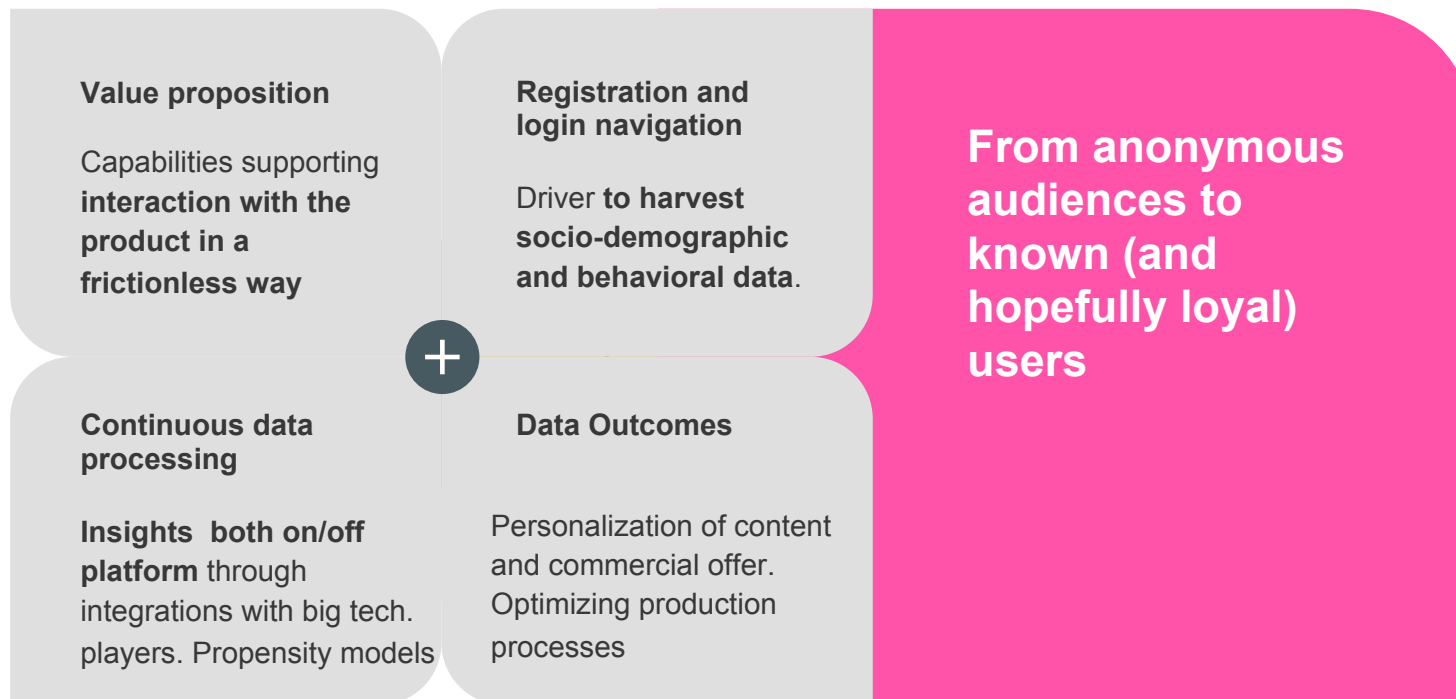 Value proposition
Capabilities supporting
interaction with the
product in a
frictionless way
Registration and
login navigation
Driver to harvest
socio-demographic
and behavioral data.
Continuous data
processing
Insights  both on/off
platform through
integrations with big tech.
players. Propensity models
Data Outcomes
Personalization of content
and commercial offer.
Optimizing production
processes
From anonymous
audiences to
known (and
hopefully loyal)
users